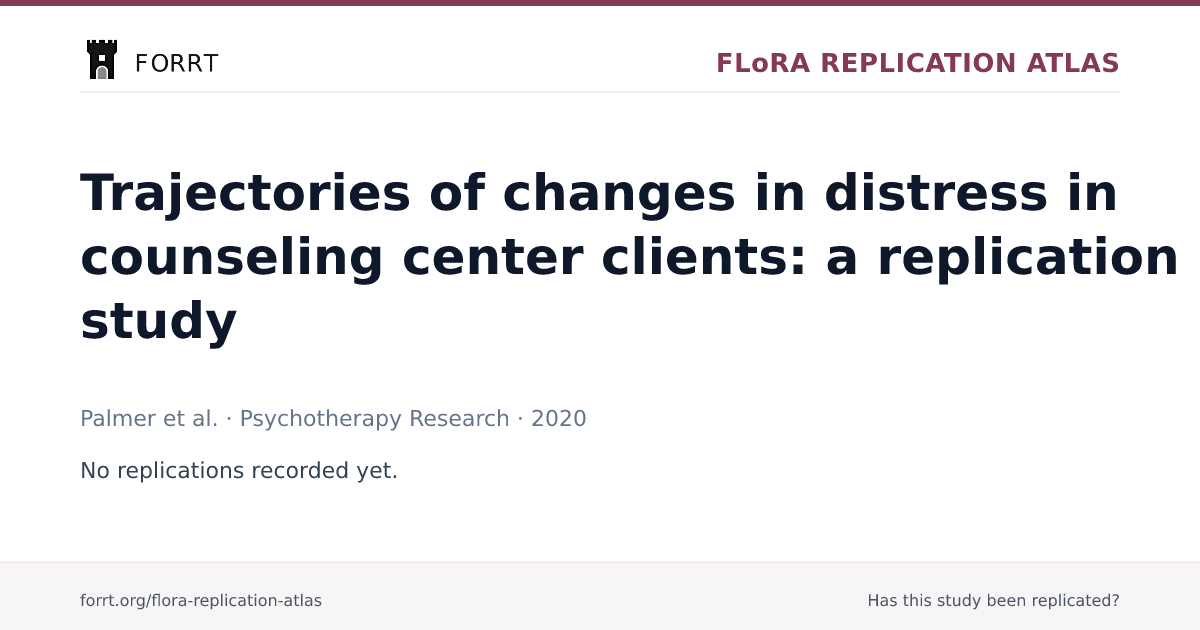 FORRT
FLoRA REPLICATION ATLAS
Trajectories of changes in distress in
counseling center clients: a replication
study
Palmer et al. · Psychotherapy Research · 2020
No replications recorded yet.
forrt.org/flora-replication-atlas
Has this study been replicated?